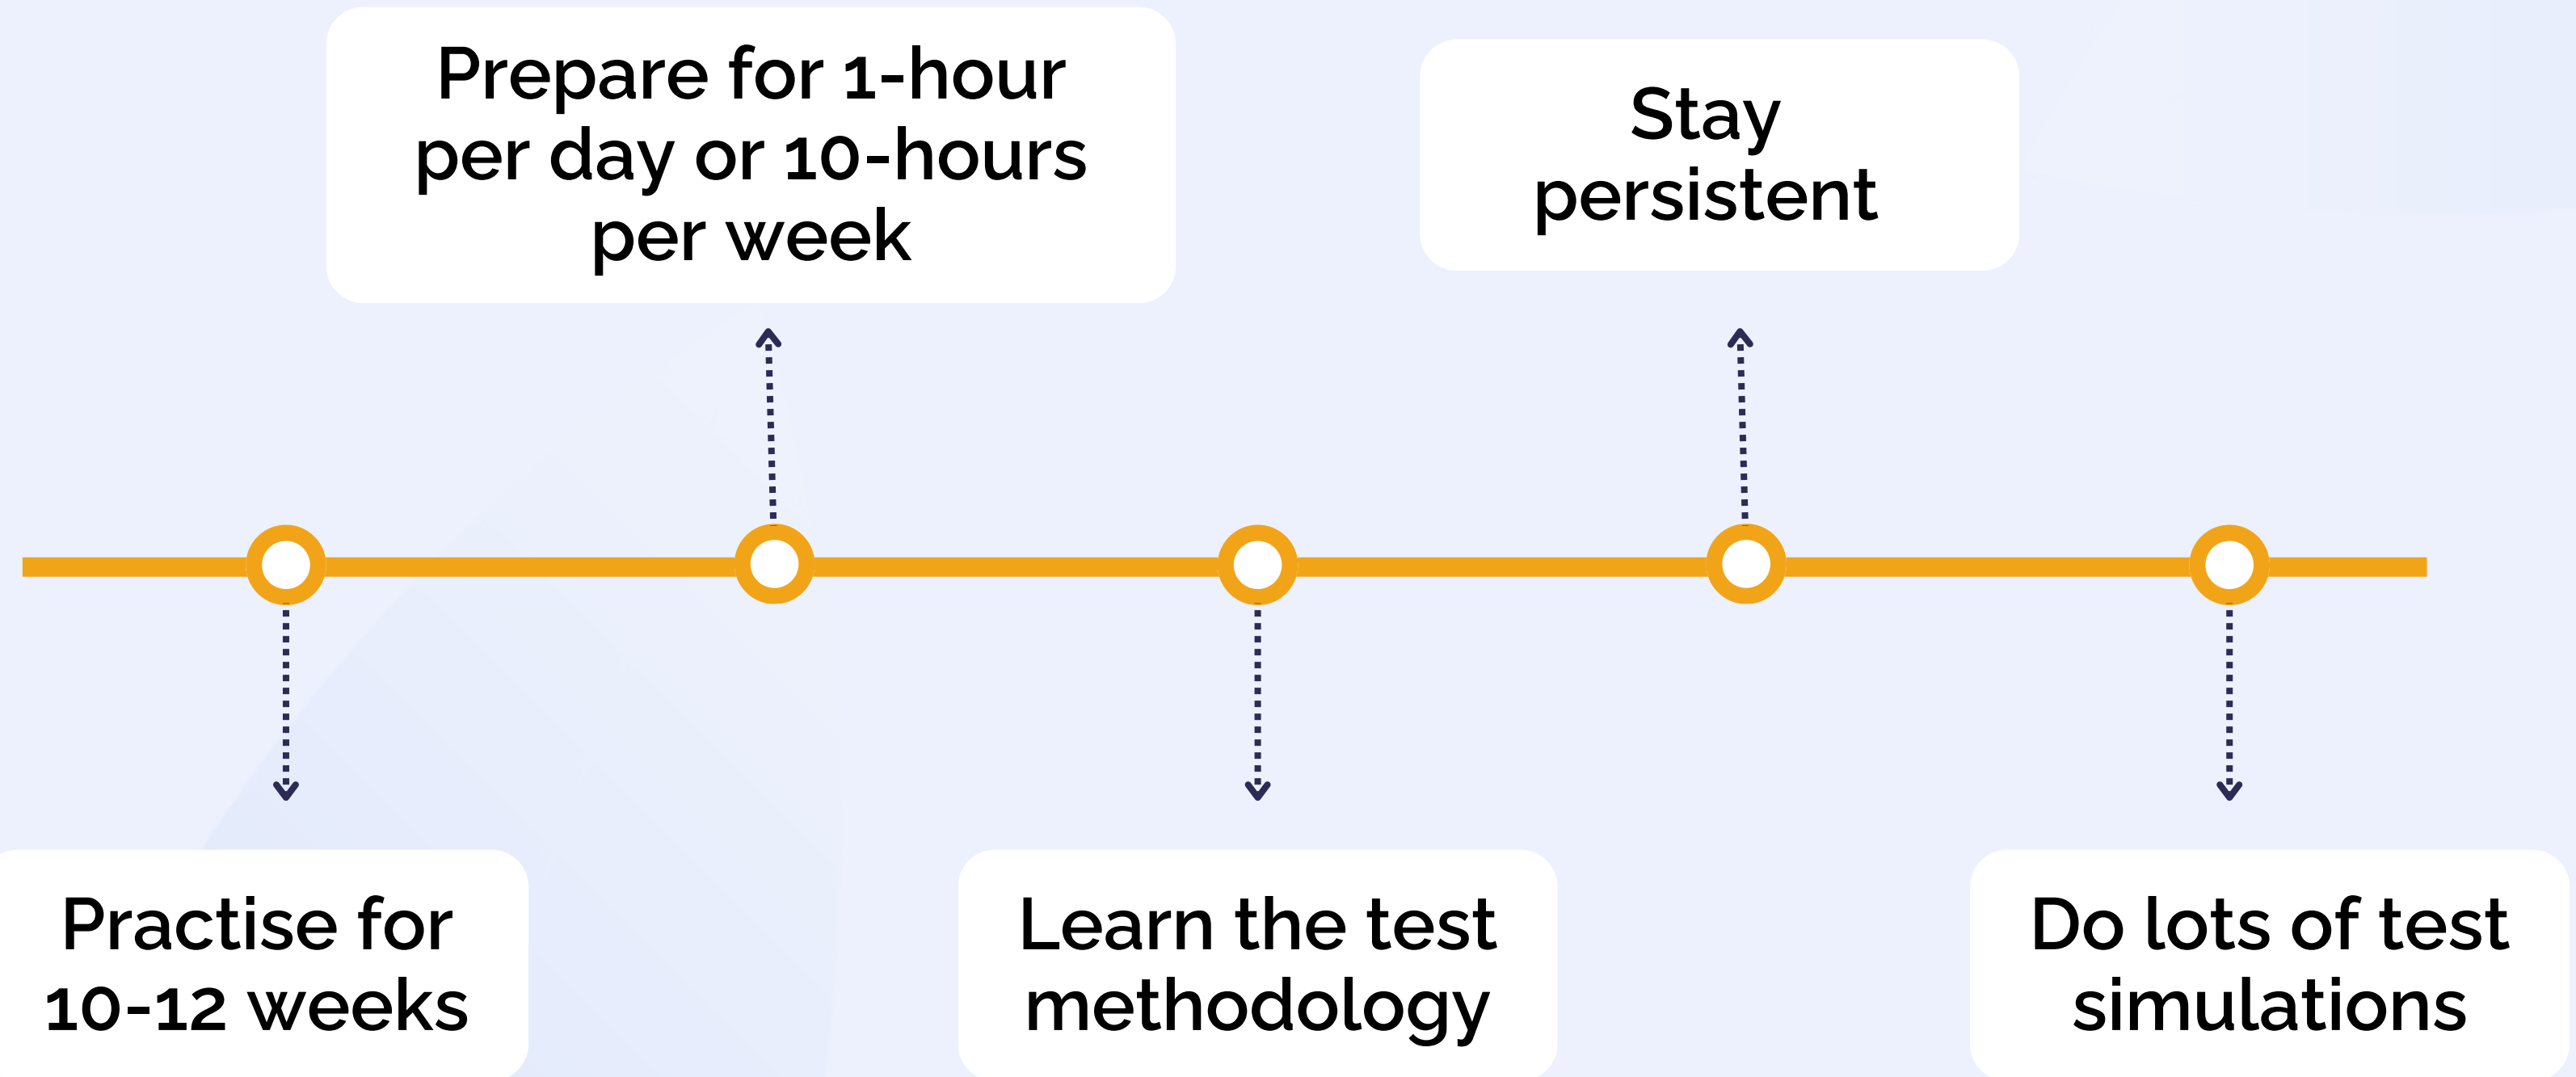 Prepare for 1-hour
per day or 10-hours
per week
Stay
persistent
Practise for
10-12 weeks
Learn the test
methodology
Do lots of test
simulations